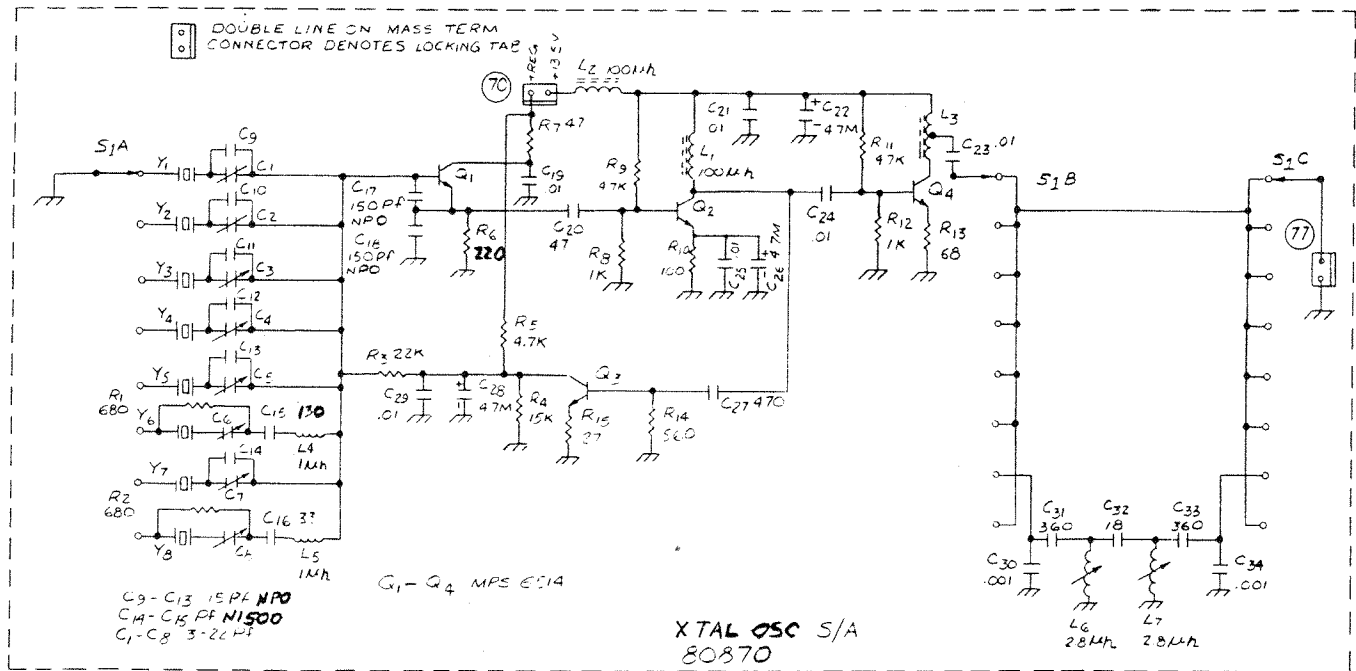 DOUBLE LINE ON MASS TERM
CONNECTOR DENOTES LOCKING TAB
70
+REG
+13.5V
L2 100µh
R7 47
C21
.01
C22
47M
L3
C23 .01
S1A
Y1
C9
C1
Q1
C17
150Pf
NPO
C18
150Pf
NPO
C19
.01
R6
220
C20
47
R9
47K
L1
100µh
R8
1K
Q2
R10
100
C25 .01
C26 47M
R11
47K
C24
.01
Q4
R12
1K
R13
68
S1B
S1C
77
Y2
C10
C2
Y3
C11
C3
Y4
C12
C4
Y5
C13
C5
R1
680
Y6
C6
C15
130
L4
1µh
Y7
C14
C7
R2
680
Y8
C16 33
L5
1µh
R3 22K
R5
4.7K
C29
.01
C28
47M
R4
15K
Q3
R15
27
R14
560
C27 470
C30
.001
C31
360
C32
18
C33
360
C34
.001
L6
28µh
L7
28µh
Q1-Q4 MPS 6514
C9-C13 15Pf NPO
C14-C15 Pf N1500
C1-C8 3-22 Pf
XTAL OSC S/A
80870